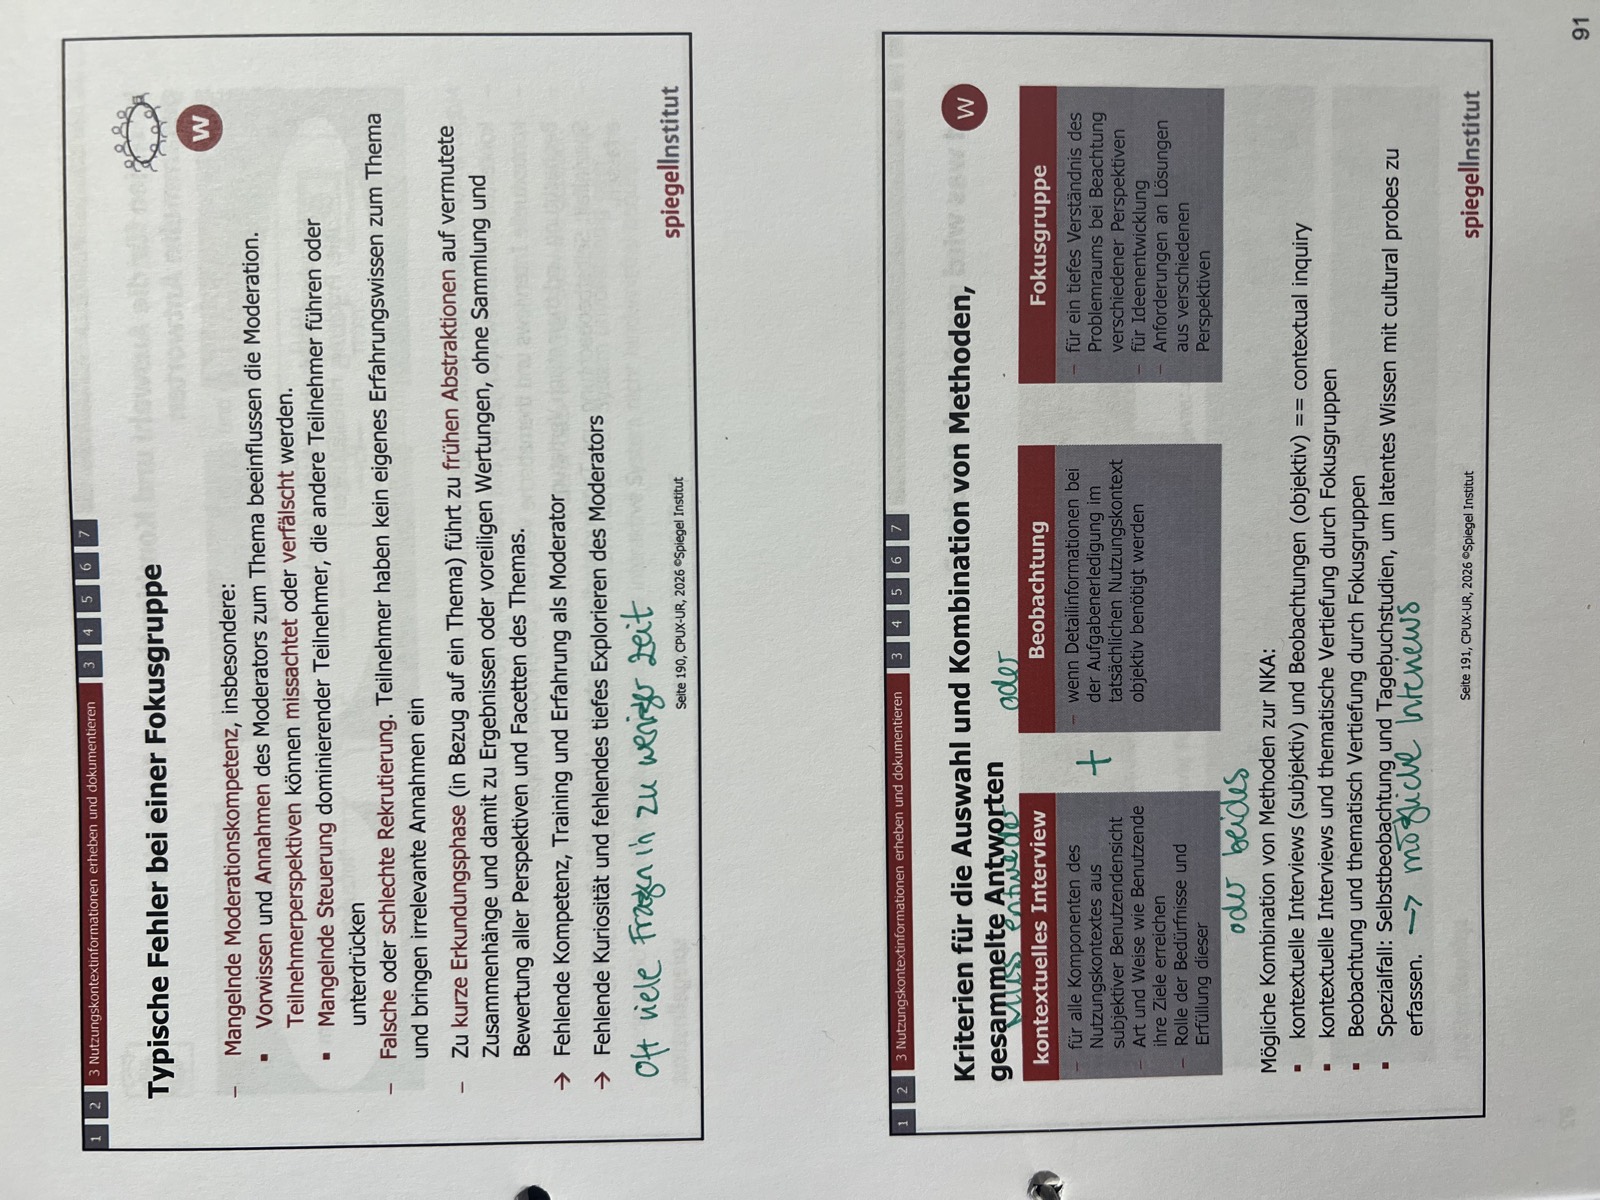 1 2 3 Nutzungskontextinformationen erheben und dokumentieren 3 4 5 6 7
Typische Fehler bei einer Fokusgruppe
W
– Mangelnde Moderationskompetenz, insbesondere:
▪ Vorwissen und Annahmen des Moderators zum Thema beeinflussen die Moderation.
Teilnehmerperspektiven können missachtet oder verfälscht werden.
▪ Mangelnde Steuerung dominierender Teilnehmer, die andere Teilnehmer führen oder
unterdrücken
– Falsche oder schlechte Rekrutierung. Teilnehmer haben kein eigenes Erfahrungswissen zum Thema
und bringen irrelevante Annahmen ein
– Zu kurze Erkundungsphase (in Bezug auf ein Thema) führt zu frühen Abstraktionen auf vermutete
Zusammenhänge und damit zu Ergebnissen oder voreiligen Wertungen, ohne Sammlung und
Bewertung aller Perspektiven und Facetten des Themas.
→ Fehlende Kompetenz, Training und Erfahrung als Moderator
→ Fehlende Kuriosität und fehlendes tiefes Explorieren des Moderators
Oft viele Fragen in zu weniger Zeit
Seite 190, CPUX-UR, 2026 ©Spiegel Institut
spiegelInstitut
1 2 3 Nutzungskontextinformationen erheben und dokumentieren 3 4 5 6 7
Kriterien für die Auswahl und Kombination von Methoden,
gesammelte Antworten
W
Muss entweder oder
kontextuelles Interview
– für alle Komponenten des
Nutzungskontextes aus
subjektiver Benutzendensicht
– Art und Weise wie Benutzende
ihre Ziele erreichen
– Rolle der Bedürfnisse und
Erfüllung dieser
+
Beobachtung
– wenn Detailinformationen bei
der Aufgabenerledigung im
tatsächlichen Nutzungskontext
objektiv benötigt werden
Fokusgruppe
– für ein tiefes Verständnis des
Problemraums bei Beachtung
verschiedener Perspektiven
– für Ideenentwicklung
– Anforderungen an Lösungen
aus verschiedenen
Perspektiven
oder beides
Mögliche Kombination von Methoden zur NKA:
▪ kontextuelle Interviews (subjektiv) und Beobachtungen (objektiv) == contextual inquiry
▪ kontextuelle Interviews und thematische Vertiefung durch Fokusgruppen
▪ Beobachtung und thematisch Vertiefung durch Fokusgruppen
▪ Spezialfall: Selbstbeobachtung und Tagebuchstudien, um latentes Wissen mit cultural probes zu
erfassen. → mögliche Interviews
Seite 191, CPUX-UR, 2026 ©Spiegel Institut
spiegelInstitut
91